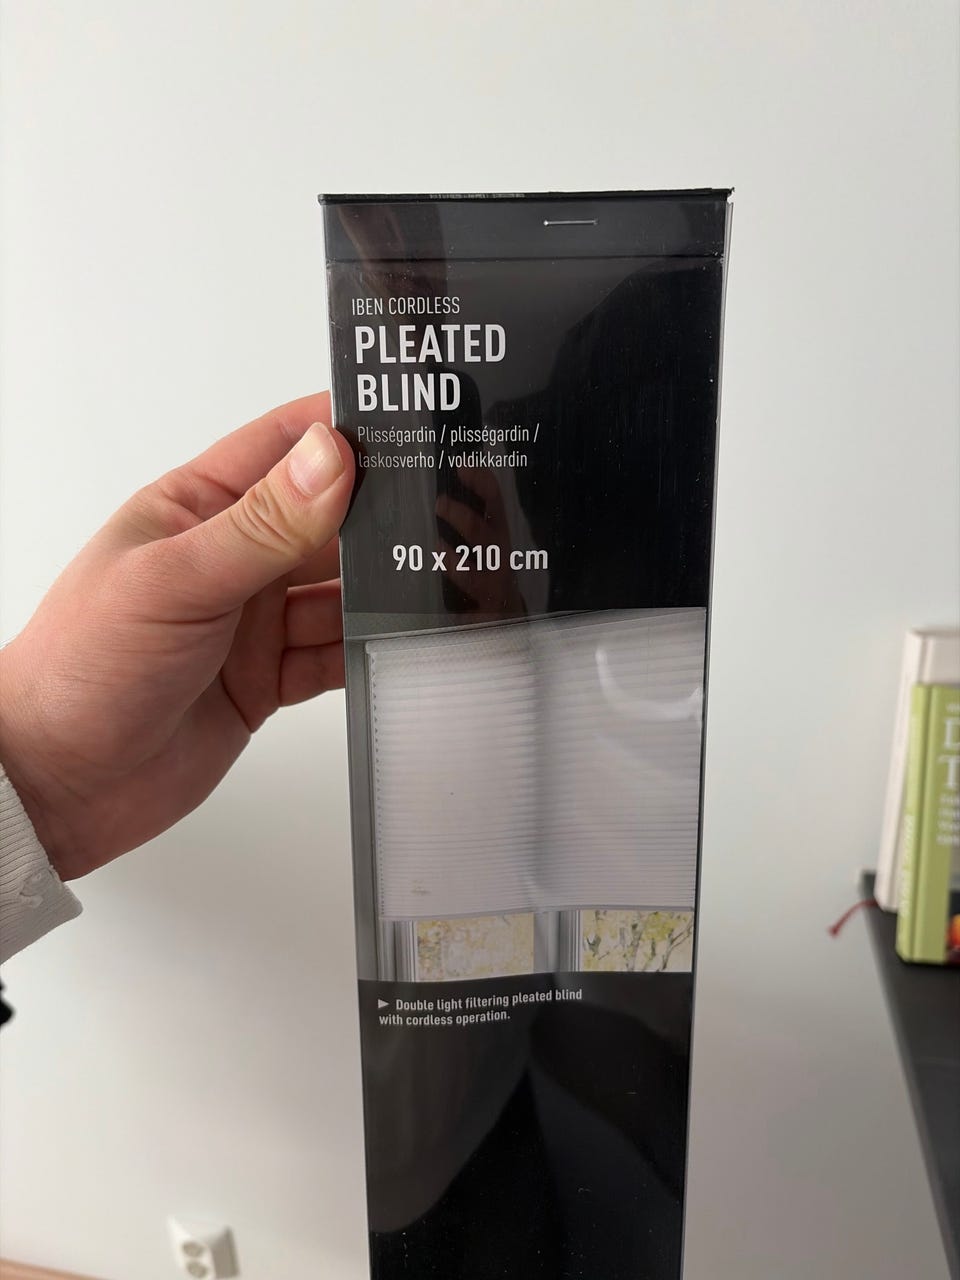 IBEN CORDLESS
PLEATED
BLIND
Plisségardin / plisségardin /
laskosverho / voldikkardin
90 x 210 cm
► Double light filtering pleated blind
with cordless operation.